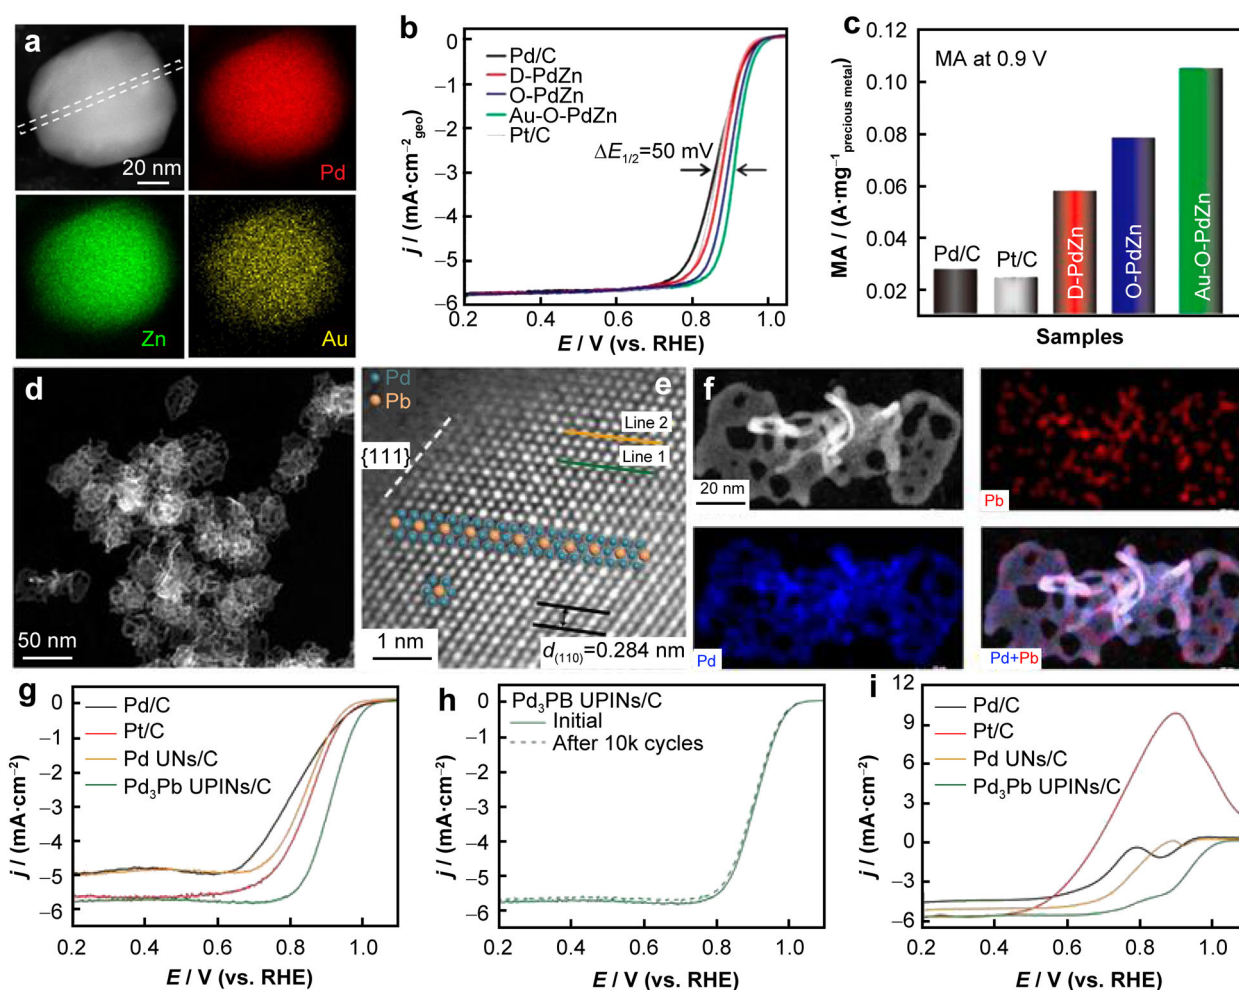 a
20 nm
Pd
Zn
Au
b
Pd/C
D-PdZn
O-PdZn
Au-O-PdZn
Pt/C
ΔE1/2=50 mV
j / (mA·cm−2geo)
0
−1
−2
−3
−4
−5
−6
0.2 0.4 0.6 0.8 1.0
E / V (vs. RHE)
c
MA at 0.9 V
MA / (A·mg−1 precious metal)
0.12
0.10
0.08
0.06
0.04
0.02
Pd/C
Pt/C
D-PdZn
O-PdZn
Au-O-PdZn
Samples
d
50 nm
e
Pd
Pb
{111}
Line 2
Line 1
1 nm
d(110)=0.284 nm
f
20 nm
Pb
Pd
Pd+Pb
g
Pd/C
Pt/C
Pd UNs/C
Pd3Pb UPINs/C
j / (mA·cm−2)
0
−1
−2
−3
−4
−5
−6
0.2 0.4 0.6 0.8 1.0
E / V (vs. RHE)
h
Pd3PB UPINs/C
Initial
After 10k cycles
j / (mA·cm−2)
0
−1
−2
−3
−4
−5
−6
0.2 0.4 0.6 0.8 1.0
E / V (vs. RHE)
i
Pd/C
Pt/C
Pd UNs/C
Pd3Pb UPINs/C
j / (mA·cm−2)
12
9
6
3
0
−3
−6
0.2 0.4 0.6 0.8 1.0
E / V (vs. RHE)